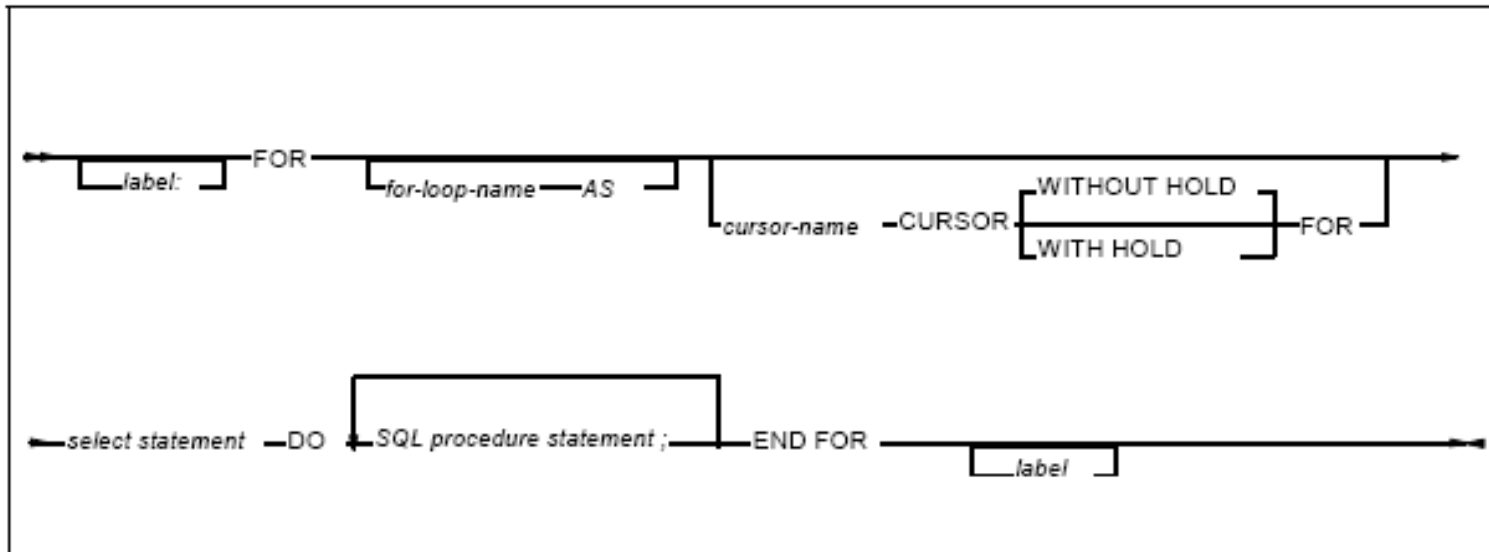 FOR
label:
for-loop-name AS
WITHOUT HOLD
cursor-name CURSOR FOR
WITH HOLD
select statement DO SQL procedure statement ; END FOR
label